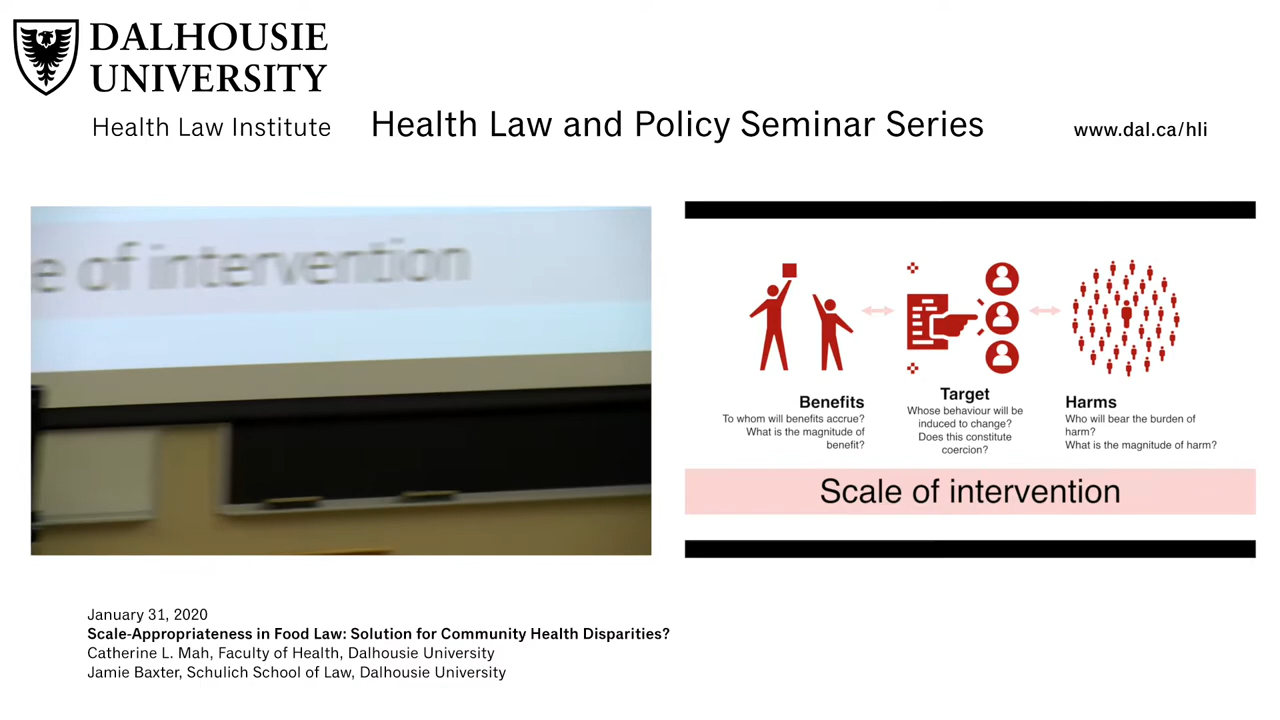 DALHOUSIE
UNIVERSITY
Health Law Institute
Health Law and Policy Seminar Series
www.dal.ca/hli
e of intervention
Benefits
To whom will benefits accrue?
What is the magnitude of
benefit?
Target
Whose behaviour will be
induced to change?
Does this constitute
coercion?
Harms
Who will bear the burden of
harm?
What is the magnitude of harm?
Scale of intervention
January 31, 2020
Scale-Appropriateness in Food Law: Solution for Community Health Disparities?
Catherine L. Mah, Faculty of Health, Dalhousie University
Jamie Baxter, Schulich School of Law, Dalhousie University